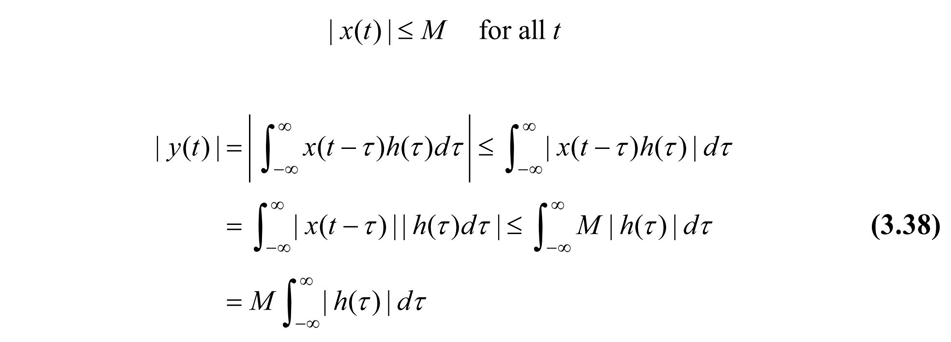 |x(t)| ≤ M for all t
|y(t)| = |∫_{−∞}^{∞} x(t − τ)h(τ)dτ| ≤ ∫_{−∞}^{∞} |x(t − τ)h(τ)| dτ
= ∫_{−∞}^{∞} |x(t − τ)||h(τ)dτ| ≤ ∫_{−∞}^{∞} M |h(τ)| dτ (3.38)
= M ∫_{−∞}^{∞} |h(τ)| dτ